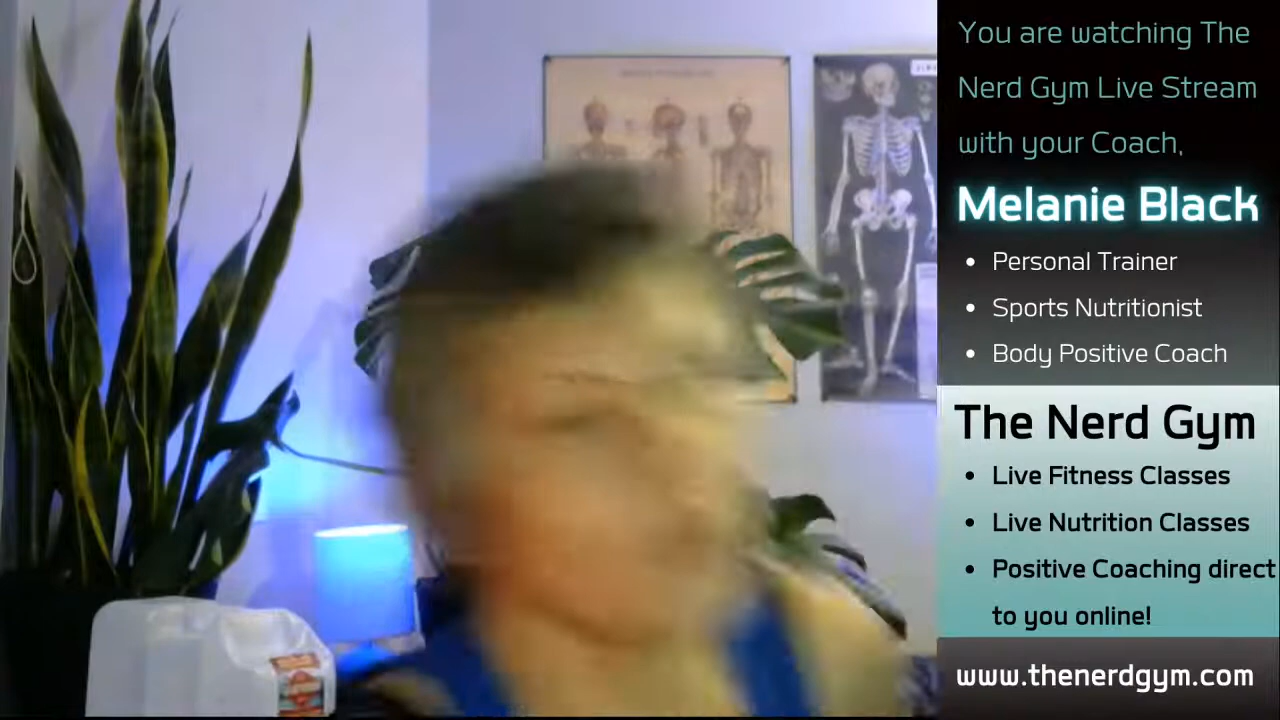 You are watching The
Nerd Gym Live Stream
with your Coach,
Melanie Black
• Personal Trainer
• Sports Nutritionist
• Body Positive Coach
The Nerd Gym
• Live Fitness Classes
• Live Nutrition Classes
• Positive Coaching direct
to you online!
www.thenerdgym.com